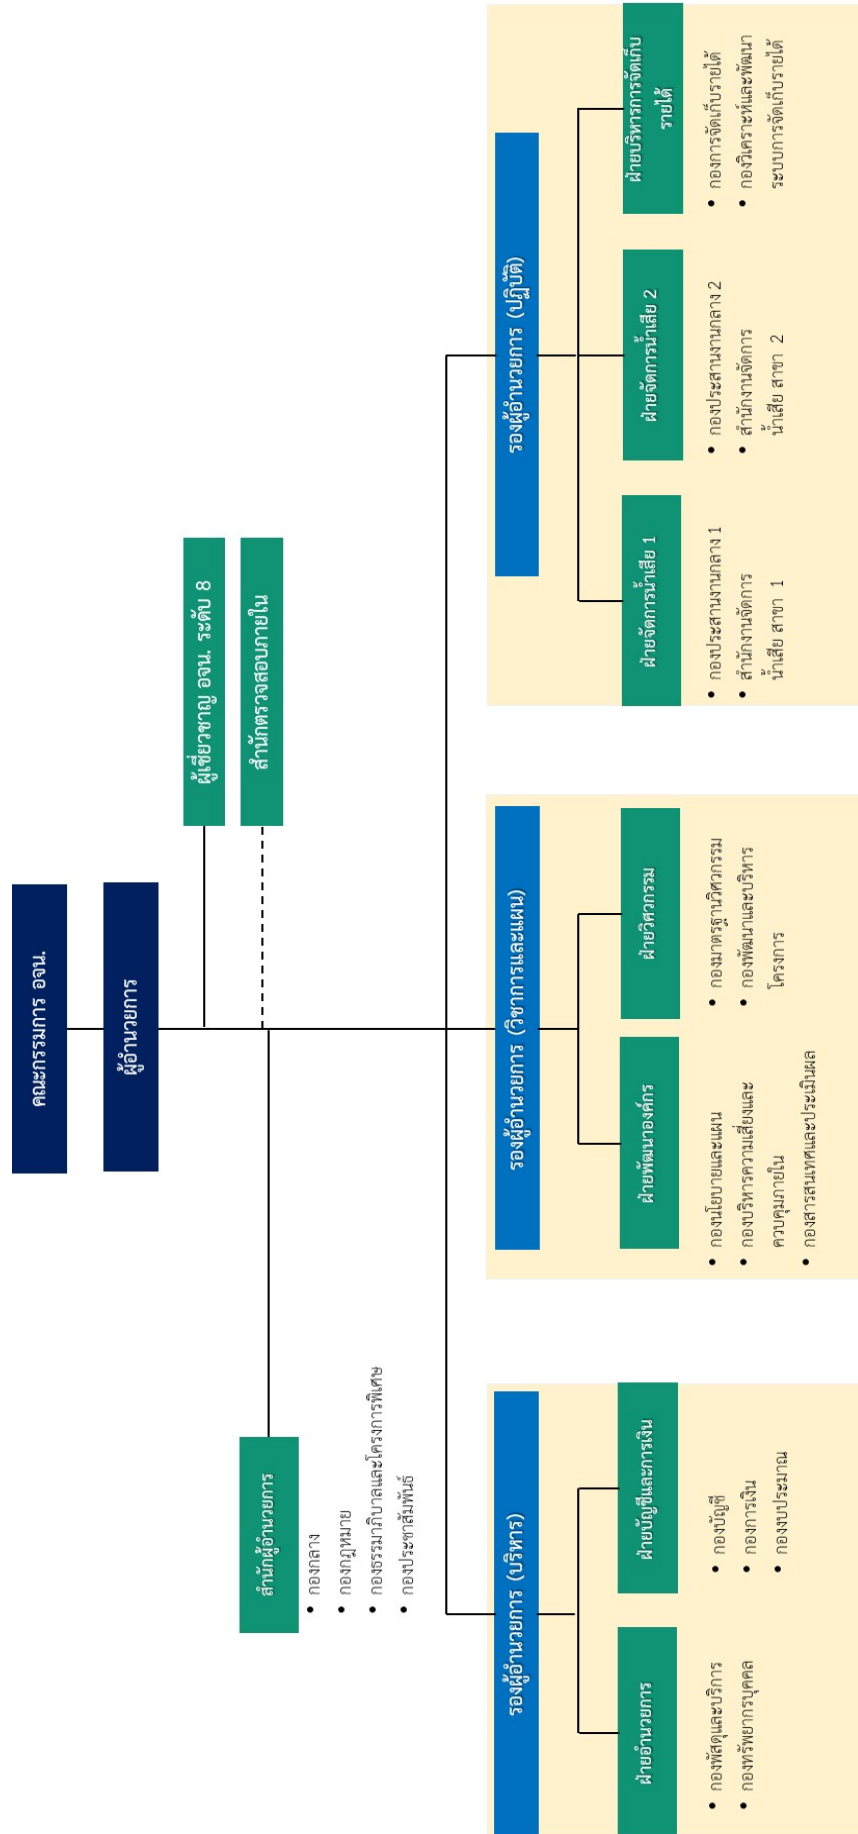 คณะกรรมการ อจน.
ผู้อำนวยการ
ผู้เชี่ยวชาญ อจน. ระดับ 8
สำนักตรวจสอบภายใน
สำนักผู้อำนวยการ
• กองกลาง
• กองกฎหมาย
• กองธรรมาภิบาลและโครงการพิเศษ
• กองประชาสัมพันธ์
รองผู้อำนวยการ (บริหาร)
ฝ่ายอำนวยการ
• กองพัสดุและบริการ
• กองทรัพยากรบุคคล
ฝ่ายบัญชีและการเงิน
• กองบัญชี
• กองการเงิน
• กองงบประมาณ
รองผู้อำนวยการ (วิชาการและแผน)
ฝ่ายพัฒนาองค์กร
• กองนโยบายและแผน
• กองบริหารความเสี่ยงและ
ควบคุมภายใน
• กองสารสนเทศและประเมินผล
ฝ่ายวิศวกรรม
• กองมาตรฐานวิศวกรรม
• กองพัฒนาและบริหาร
โครงการ
รองผู้อำนวยการ (ปฏิบัติ)
ฝ่ายจัดการน้ำเสีย 1
• กองประสานงานกลาง 1
• สำนักงานจัดการ
น้ำเสีย สาขา 1
ฝ่ายจัดการน้ำเสีย 2
• กองประสานงานกลาง 2
• สำนักงานจัดการ
น้ำเสีย สาขา 2
ฝ่ายบริหารการจัดเก็บ
รายได้
• กองการจัดเก็บรายได้
• กองวิเคราะห์และพัฒนา
ระบบการจัดเก็บรายได้